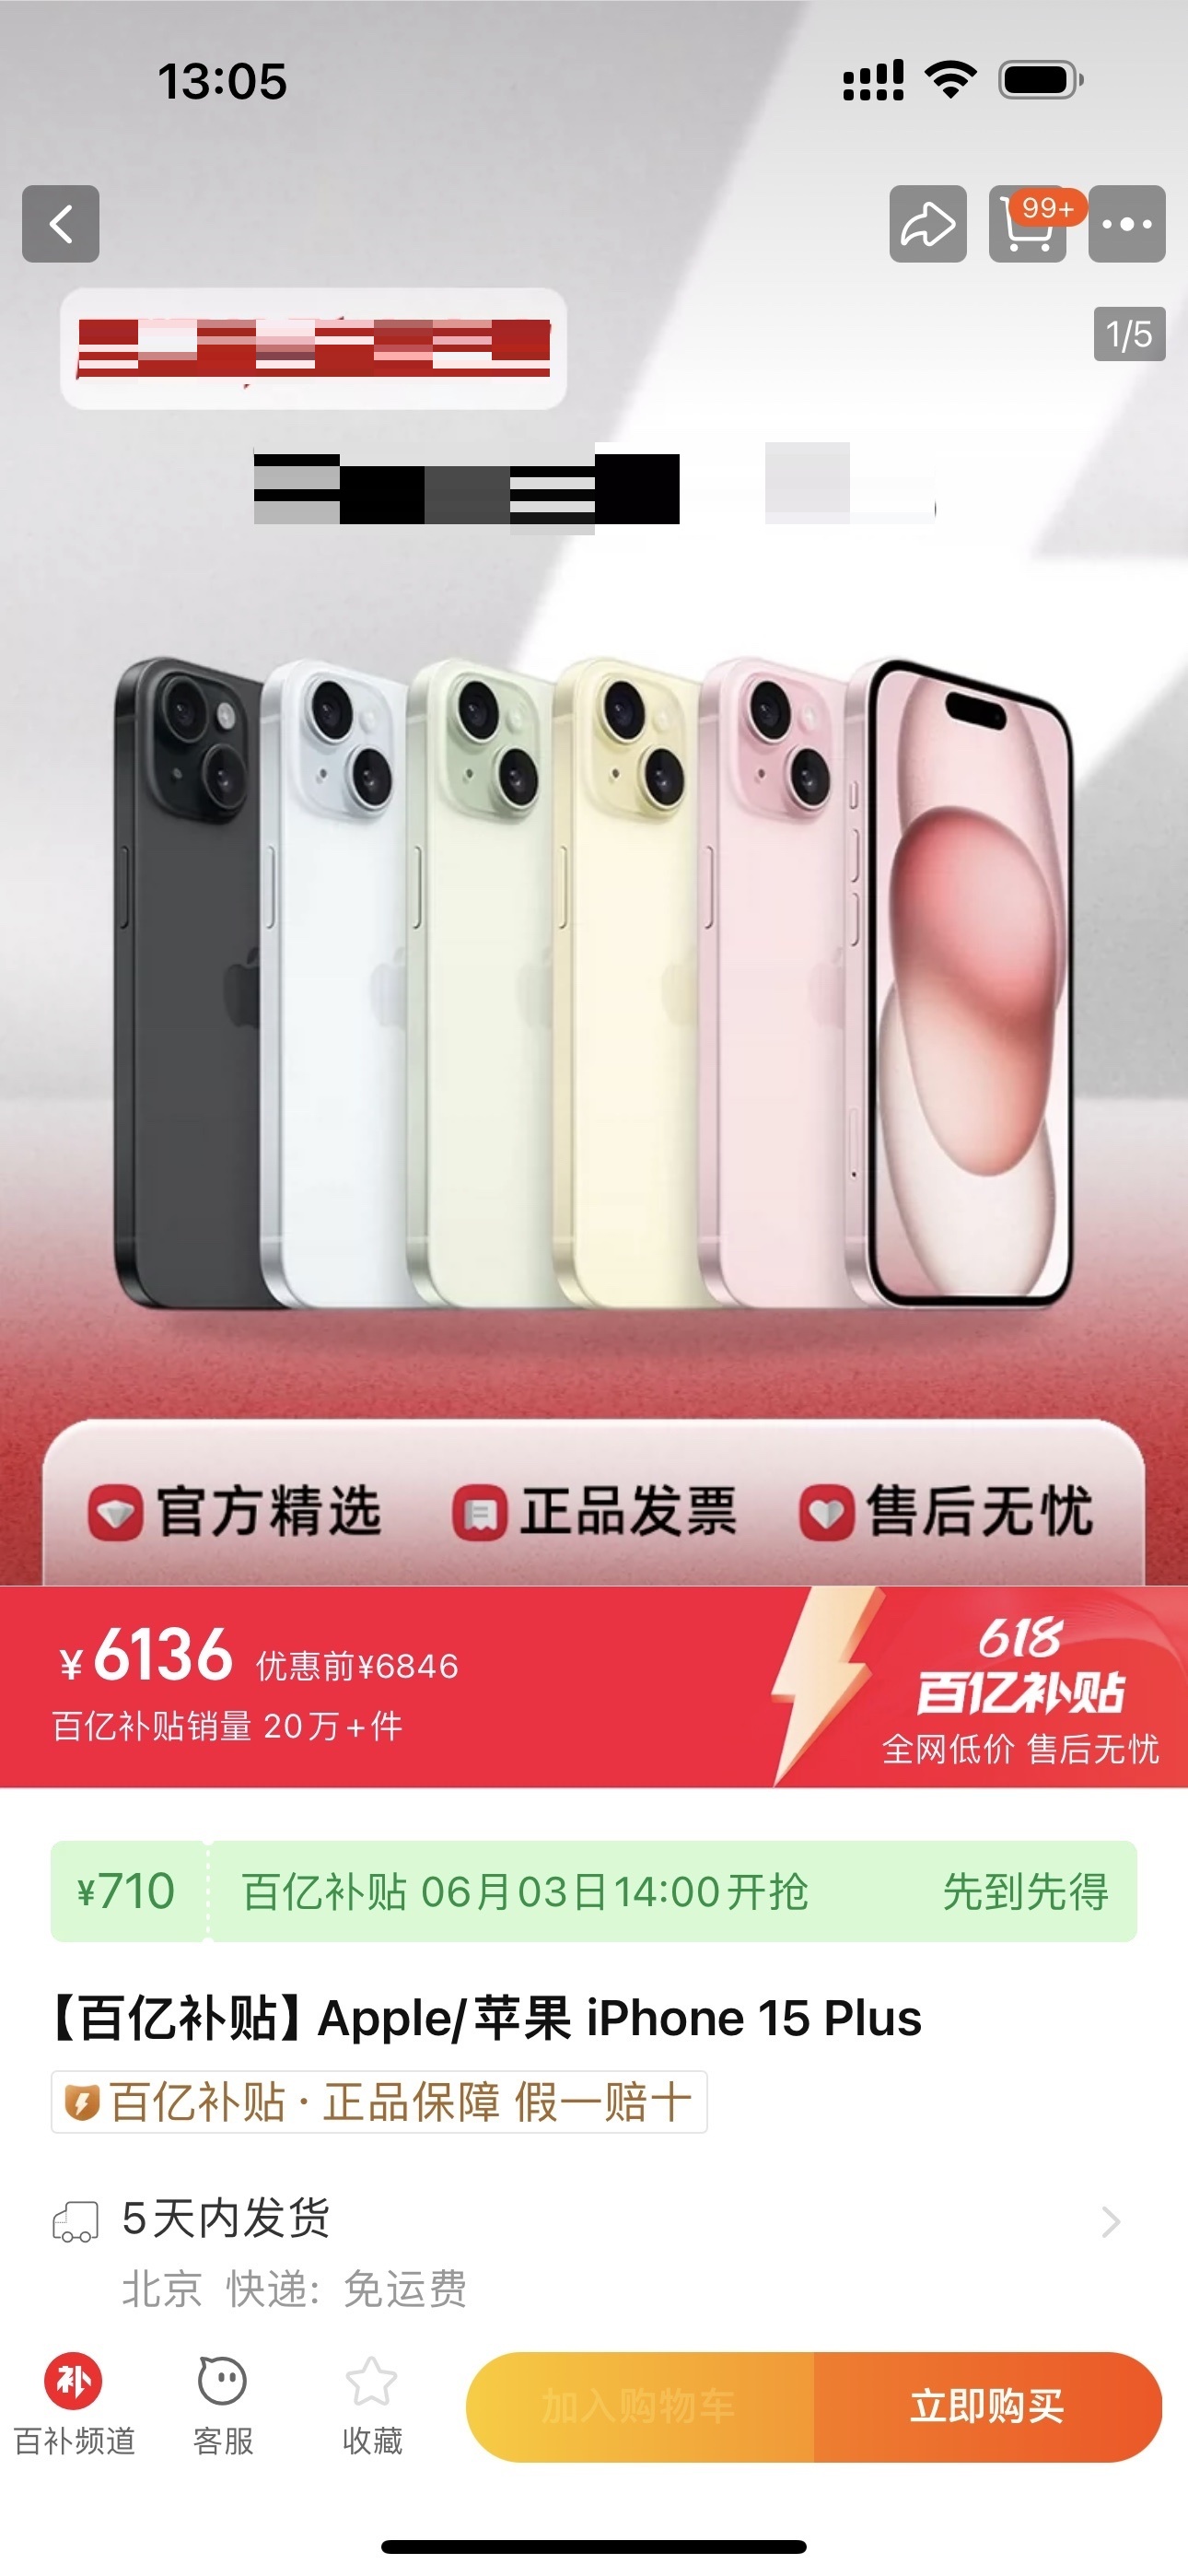 13:05
99+
1/5
官方精选 正品发票 售后无忧
¥6136 优惠前¥6846
百亿补贴销量 20万+件
618
百亿补贴
全网低价 售后无忧
¥710 百亿补贴 06月03日14:00开抢 先到先得
【百亿补贴】Apple/苹果 iPhone 15 Plus
百亿补贴 · 正品保障 假一赔十
5天内发货
北京 快递: 免运费
补
百补频道 客服 收藏 加入购物车 立即购买